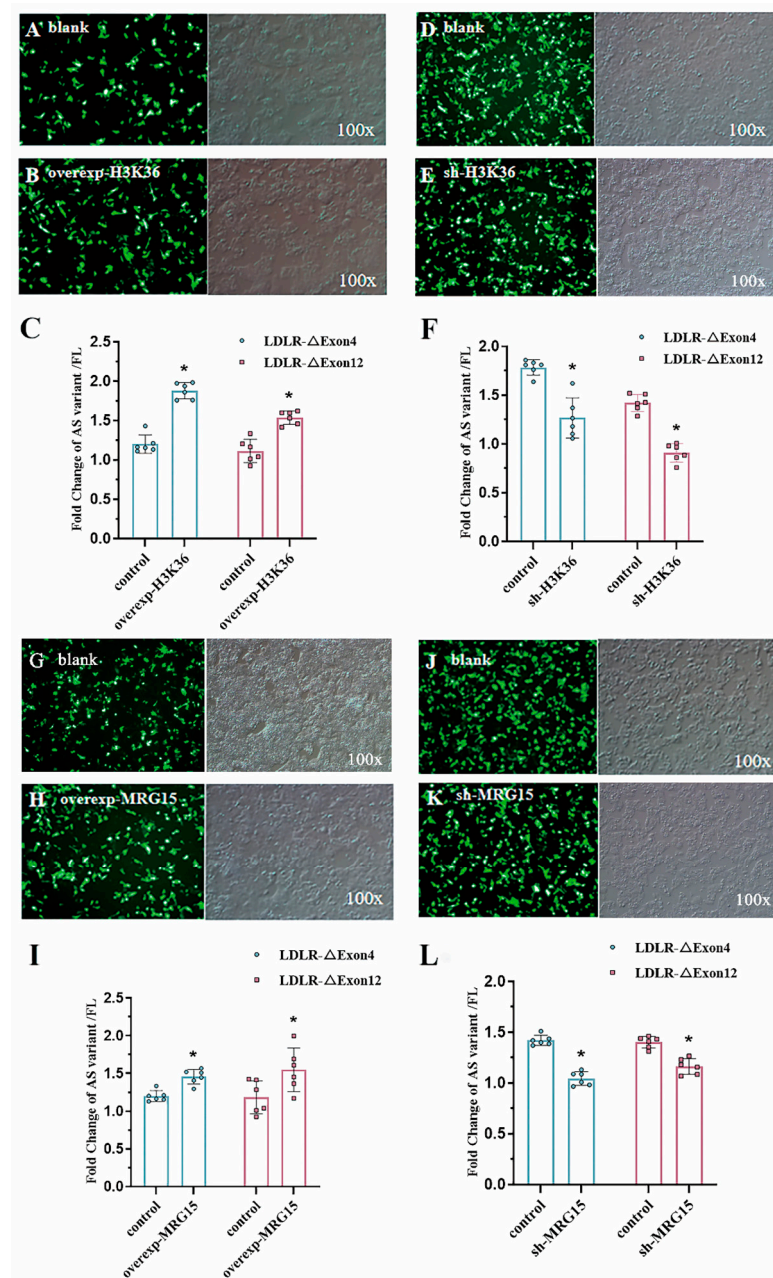 A blank
100x
D blank
100x
B overexp-H3K36
100x
E sh-H3K36
100x
C
LDLR-△Exon4
LDLR-△Exon12
Fold Change of AS variant /FL
2.5
2.0
1.5
1.0
0.5
0.0
*
*
control
overexp-H3K36
control
overexp-H3K36
F
LDLR-△Exon4
LDLR-△Exon12
Fold Change of AS variant /FL
2.0
1.5
1.0
0.5
0.0
*
*
control
sh-H3K36
control
sh-H3K36
G blank
100x
J blank
100x
H overexp-MRG15
100x
K sh-MRG15
100x
I
LDLR-△Exon4
LDLR-△Exon12
Fold Change of AS variant /FL
2.5
2.0
1.5
1.0
0.5
0.0
*
*
control
overexp-MRG15
control
overexp-MRG15
L
LDLR-△Exon4
LDLR-△Exon12
Fold Change of AS variant /FL
2.0
1.5
1.0
0.5
0.0
*
*
control
sh-MRG15
control
sh-MRG15